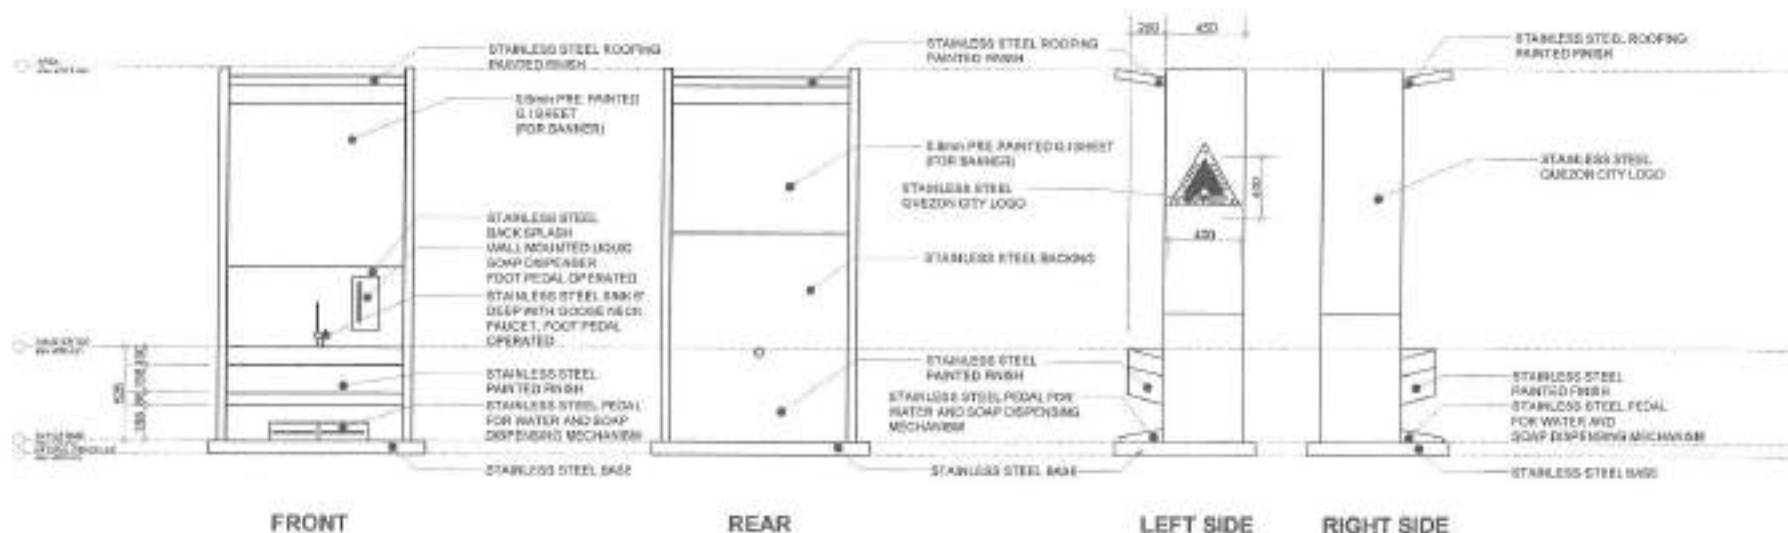 STAINLESS STEEL ROOFING
PAINTED FINISH
PRE PAINTED
G.I SHEET
(FOR BANNER)
STAINLESS STEEL
BACK SPLASH
WALL MOUNTED LIQUID
SOAP DISPENSER
FOOT PEDAL OPERATED
STAINLESS STEEL SINK 6"
DEEP WITH GOOSE NECK
FAUCET, FOOT PEDAL
OPERATED
STAINLESS STEEL
PAINTED FINISH
STAINLESS STEEL PEDAL
FOR WATER AND SOAP
DISPENSING MECHANISM
STAINLESS STEEL BASE
FRONT
STAINLESS STEEL ROOFING
PAINTED FINISH
PRE PAINTED G.I SHEET
(FOR BANNER)
STAINLESS STEEL
QUEZON CITY LOGO
STAINLESS STEEL BACKING
STAINLESS STEEL
PAINTED FINISH
STAINLESS STEEL PEDAL FOR
WATER AND SOAP DISPENSING
MECHANISM
STAINLESS STEEL BASE
REAR
450
LEFT SIDE
STAINLESS STEEL ROOFING
PAINTED FINISH
STAINLESS STEEL
QUEZON CITY LOGO
STAINLESS STEEL
PAINTED FINISH
STAINLESS STEEL PEDAL
FOR WATER AND
SOAP DISPENSING MECHANISM
STAINLESS STEEL BASE
RIGHT SIDE